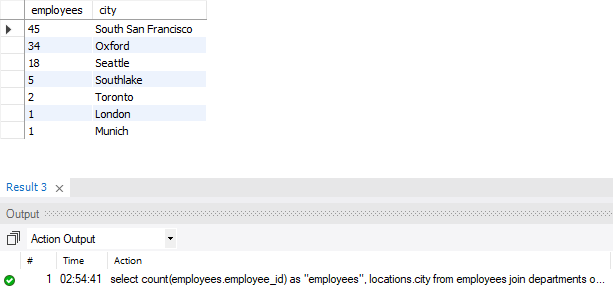 employees city
45 South San Francisco
34 Oxford
18 Seattle
5 Southlake
2 Toronto
1 London
1 Munich
Result 3
Output
Action Output
# Time Action
1 02:54:41 select count(employees.employee_id) as "employees", locations.city from employees join departments o...